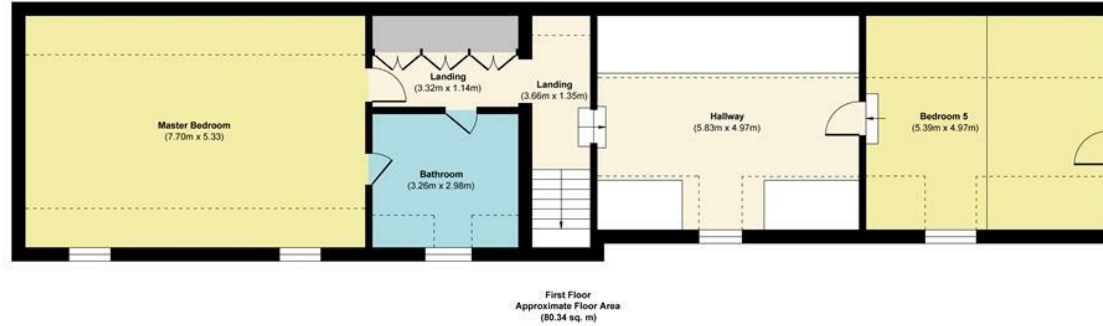 Master Bedroom
(7.70m x 5.33)
Landing
(3.32m x 1.14m)
Landing
(3.66m x 1.35m)
Bathroom
(3.26m x 2.98m)
Hallway
(5.83m x 4.97m)
Bedroom 5
(5.39m x 4.97m)
First Floor
Approximate Floor Area
(80.34 sq. m)